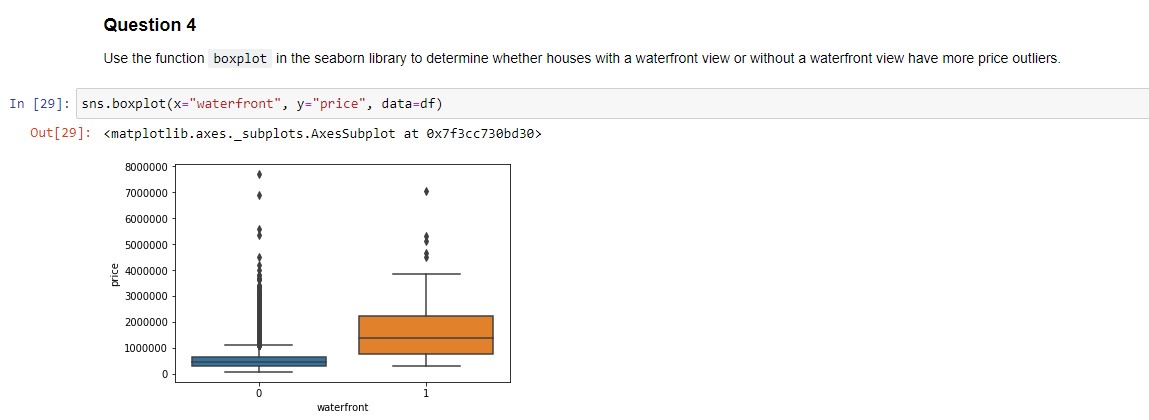 Question 4
Use the function boxplot in the seaborn library to determine whether houses with a waterfront view or without a waterfront view have more price outliers.
In [29]: sns.boxplot(x="waterfront", y="price", data=df)
Out[29]: <matplotlib.axes._subplots.AxesSubplot at 0x7f3cc730bd30>
8000000
7000000
6000000
5000000
4000000
3000000
2000000
1000000
0
price
0 1
waterfront